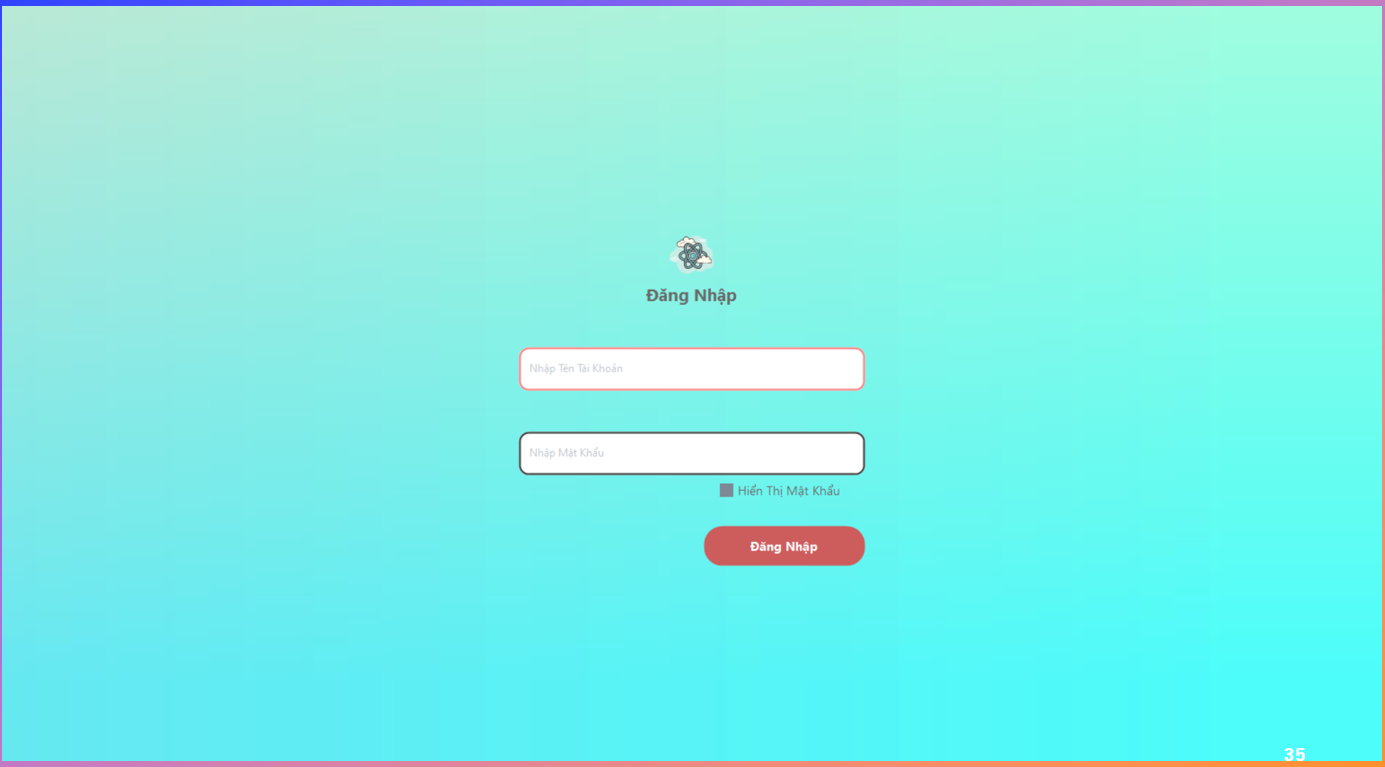 Đăng Nhập
Nhập Tên Tài Khoản
Nhập Mật Khẩu
Hiển Thị Mật Khẩu
Đăng Nhập
35